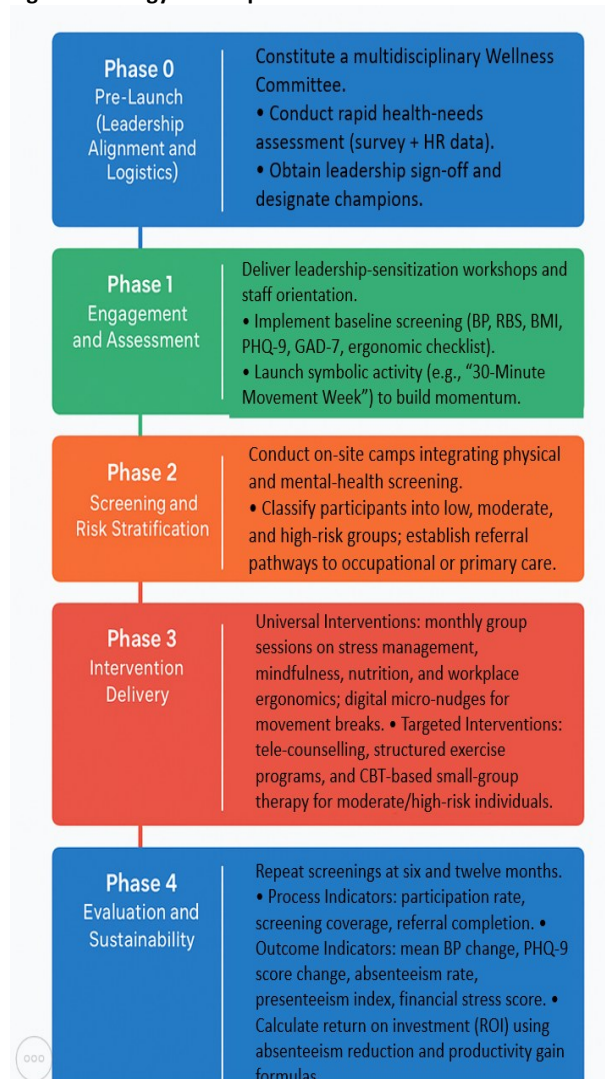 Phase 0
Pre-Launch
(Leadership
Alignment and
Logistics)
Constitute a multidisciplinary Wellness
Committee.
• Conduct rapid health-needs
assessment (survey + HR data).
• Obtain leadership sign-off and
designate champions.
Phase 1
Engagement
and Assessment
Deliver leadership-sensitization workshops and
staff orientation.
• Implement baseline screening (BP, RBS, BMI,
PHQ-9, GAD-7, ergonomic checklist).
• Launch symbolic activity (e.g., “30-Minute
Movement Week”) to build momentum.
Phase 2
Screening and
Risk Stratification
Conduct on-site camps integrating physical
and mental-health screening.
• Classify participants into low, moderate,
and high-risk groups; establish referral
pathways to occupational or primary care.
Phase 3
Intervention
Delivery
Universal Interventions: monthly group
sessions on stress management,
mindfulness, nutrition, and workplace
ergonomics; digital micro-nudges for
movement breaks. • Targeted Interventions:
tele-counselling, structured exercise
programs, and CBT-based small-group
therapy for moderate/high-risk individuals.
Phase 4
Evaluation and
Sustainability
Repeat screenings at six and twelve months.
• Process Indicators: participation rate,
screening coverage, referral completion. •
Outcome Indicators: mean BP change, PHQ-9
score change, absenteeism rate,
presenteeism index, financial stress score. •
Calculate return on investment (ROI) using
absenteeism reduction and productivity gain
formulas